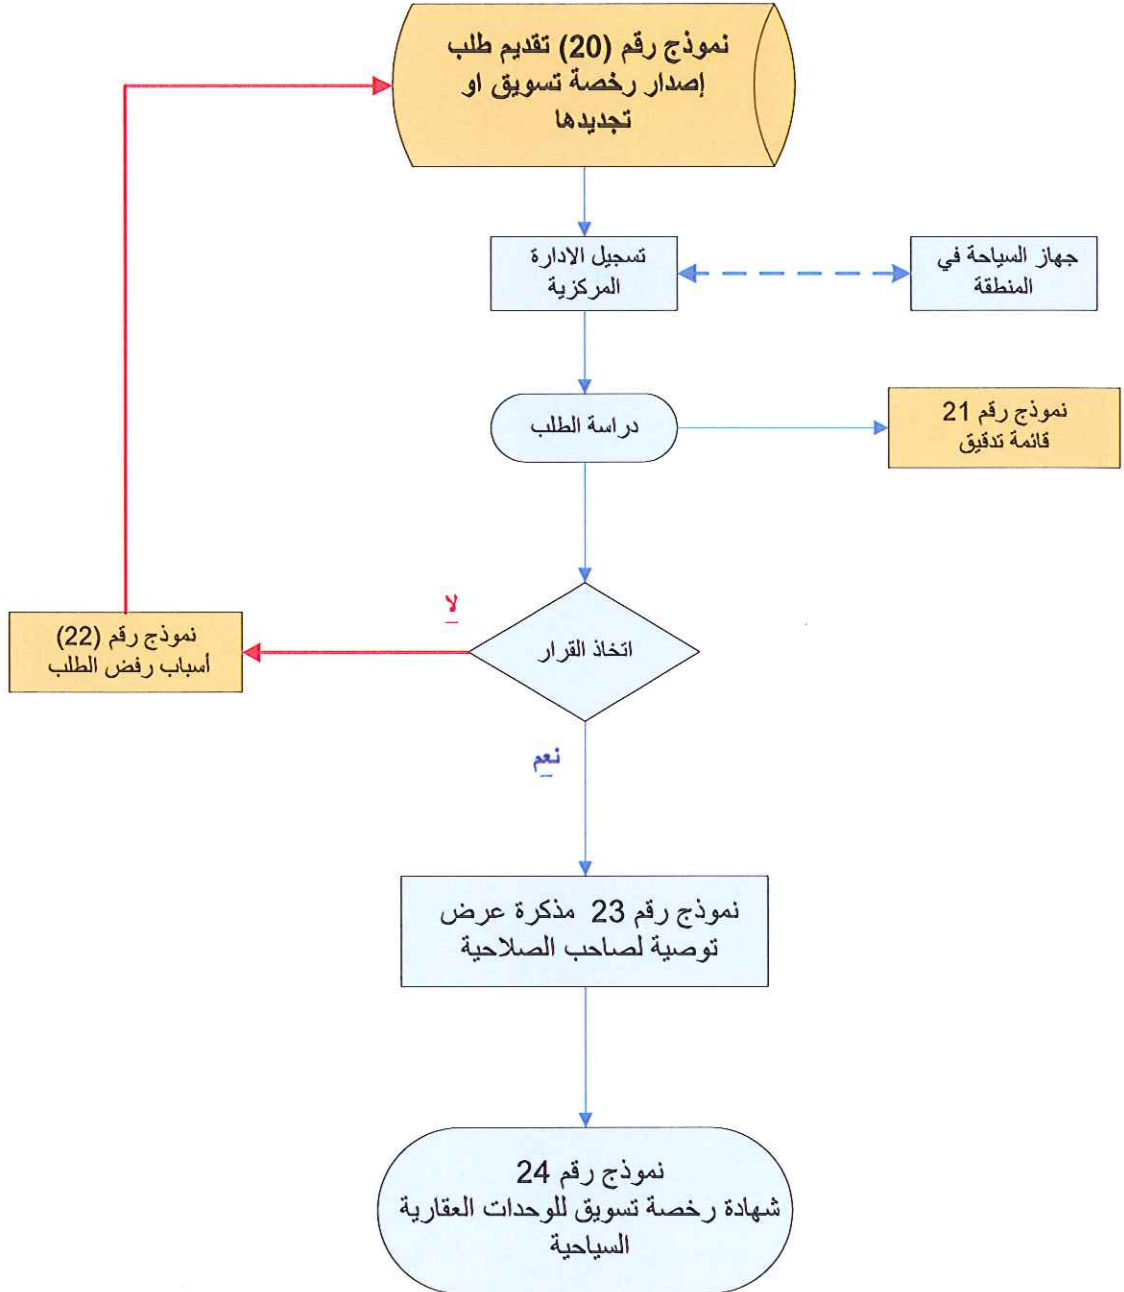 نموذج رقم (20) تقديم طلب
إصدار رخصة تسويق او
تجديدها
تسجيل الادارة
المركزية
جهاز السياحة في
المنطقة
دراسة الطلب
نموذج رقم 21
قائمة تدقيق
اتخاذ القرار
لا
نموذج رقم (22)
أسباب رفض الطلب
نعم
نموذج رقم 23 مذكرة عرض
توصية لصاحب الصلاحية
نموذج رقم 24
شهادة رخصة تسويق للوحدات العقارية
السياحية